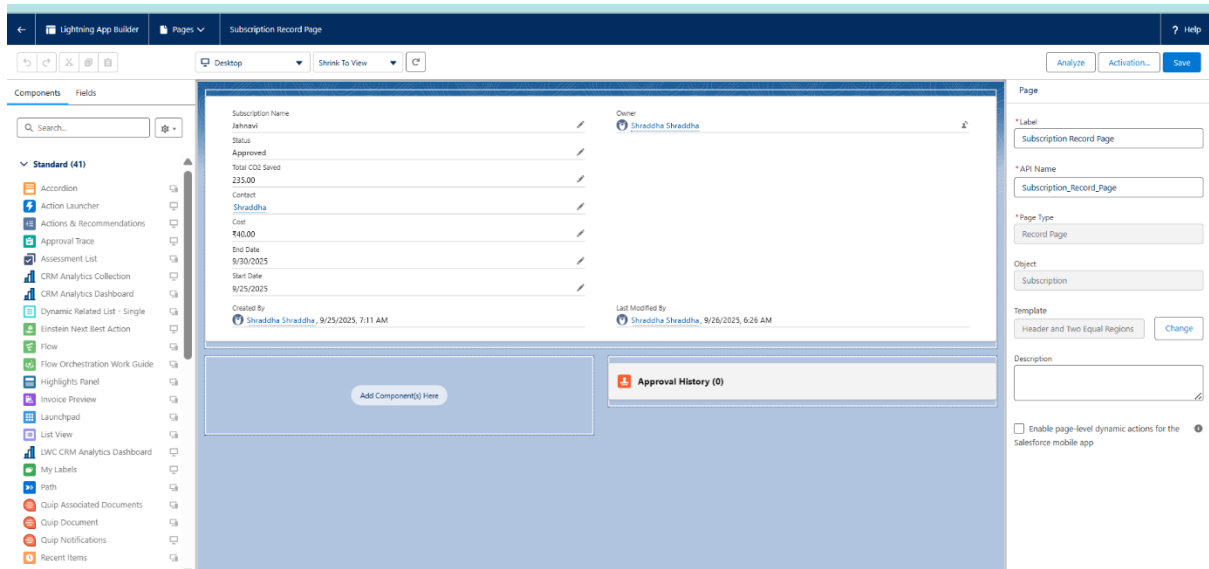 Lightning App Builder
Pages
Subscription Record Page
? Help
Desktop
Shrink To View
Analyze
Activation...
Save
Components
Fields
Search...
Standard (41)
Accordion
Action Launcher
Actions & Recommendations
Approval Trace
Assessment List
CRM Analytics Collection
CRM Analytics Dashboard
Dynamic Related List - Single
Einstein Next Best Action
Flow
Flow Orchestration Work Guide
Highlights Panel
Invoice Preview
Launchpad
List View
LWC CRM Analytics Dashboard
My Labels
Path
Quip Associated Documents
Quip Document
Quip Notifications
Recent Items
Subscription Name
Jahnavi
Status
Approved
Total CO2 Saved
235.00
Contact
Shraddha
Cost
₹40.00
End Date
9/30/2025
Start Date
9/25/2025
Created By
Shraddha Shraddha, 9/25/2025, 7:11 AM
Owner
Shraddha Shraddha
Last Modified By
Shraddha Shraddha, 9/26/2025, 6:26 AM
Add Component(s) Here
Approval History (0)
Page
*Label
Subscription Record Page
*API Name
Subscription_Record_Page
*Page Type
Record Page
Object
Subscription
Template
Header and Two Equal Regions
Change
Description
Enable page-level dynamic actions for the
Salesforce mobile app